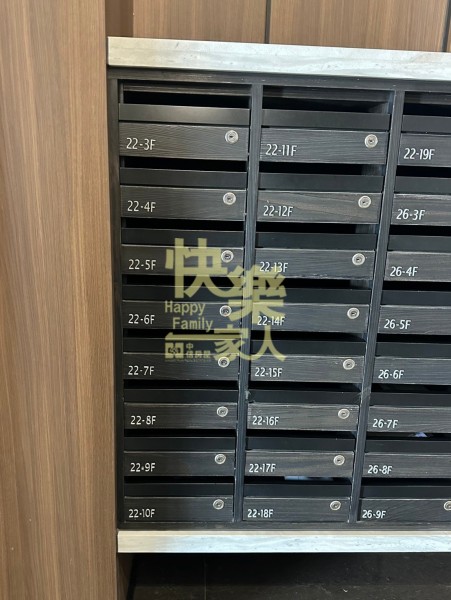 22-3F
22-11F
22-19F
22-4F
22-12F
26-3F
22-5F
22-13F
26-4F
22-6F
22-14F
26-5F
22-7F
22-15F
26-6F
22-8F
22-16F
26-7F
22-9F
22-17F
26-8F
22-10F
22-18F
26-9F
快樂
Happy
Family
一家人